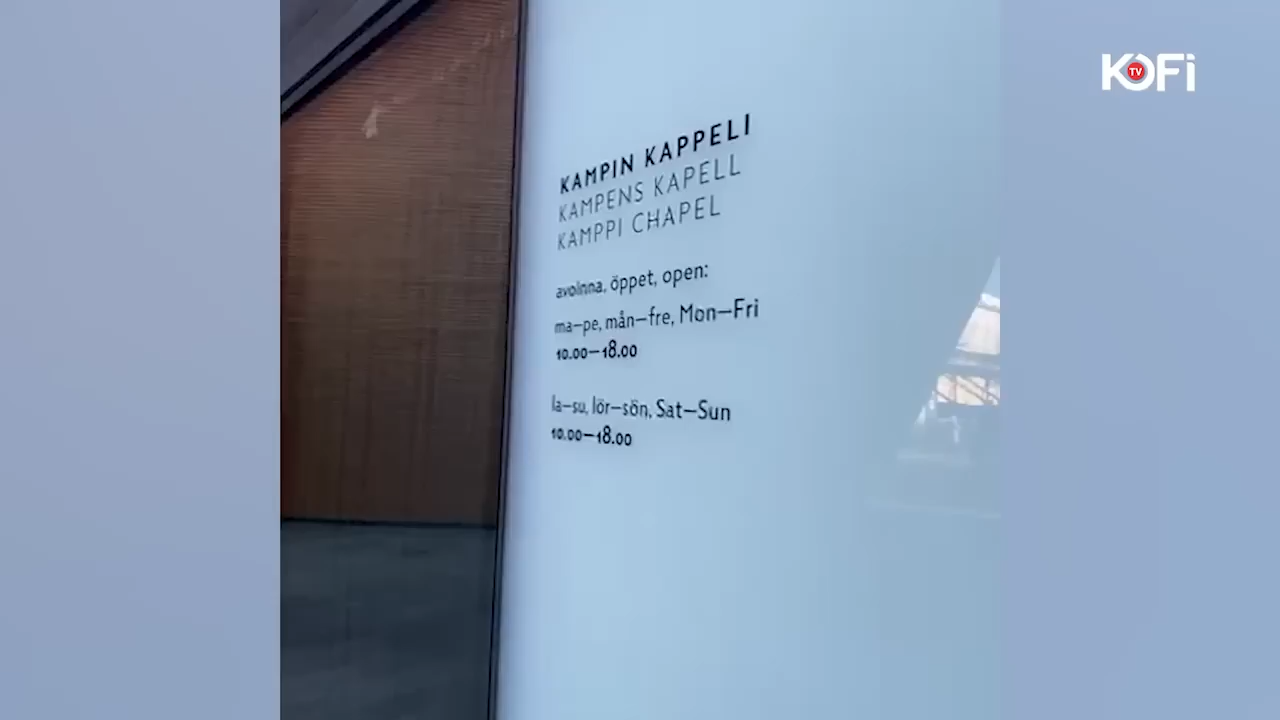 KAMPIN KAPPELI
KAMPENS KAPELL
KAMPPI CHAPEL
avoinna, öppet, open:
ma–pe, mån–fre, Mon–Fri
10.00–18.00
la–su, lör–sön, Sat–Sun
10.00–18.00
KOFi
TV